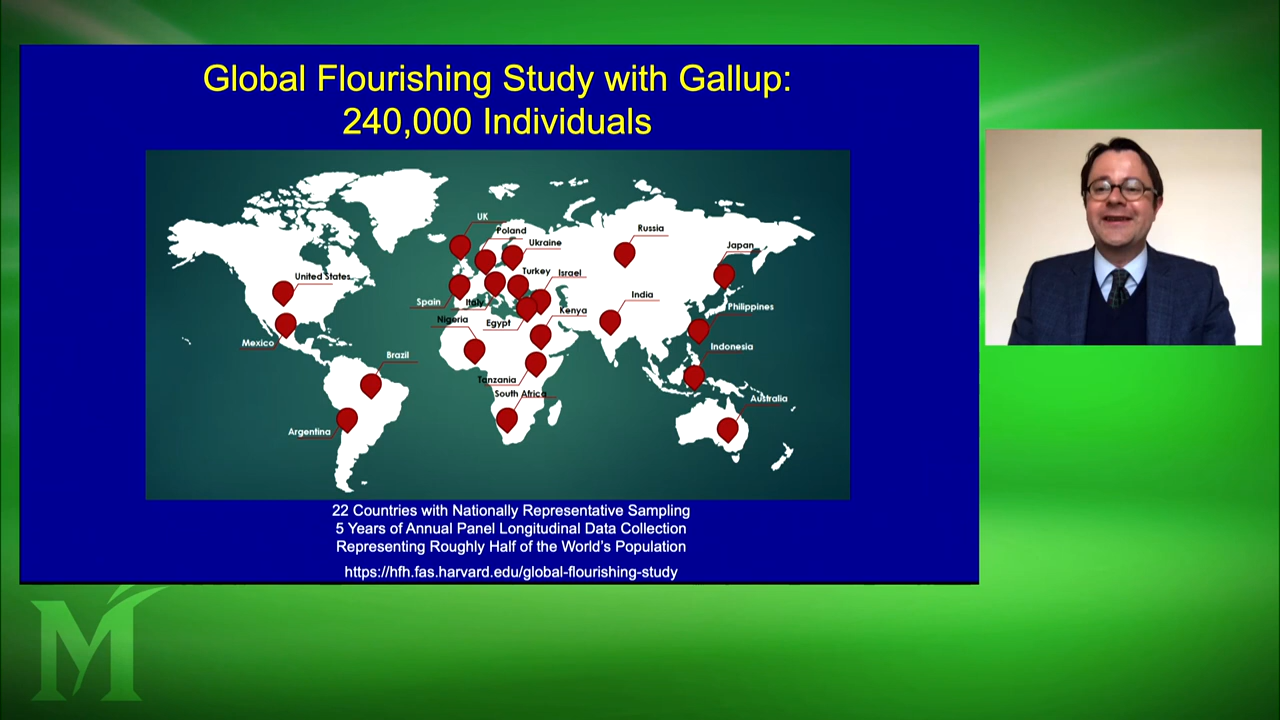 Global Flourishing Study with Gallup:
240,000 Individuals
UK
Poland
Ukraine
Russia
Japan
United States
Turkey
Israel
Spain
Italy
India
Kenya
Philippines
Nigeria
Egypt
Mexico
Indonesia
Brazil
Tanzania
South Africa
Australia
Argentina
22 Countries with Nationally Representative Sampling
5 Years of Annual Panel Longitudinal Data Collection
Representing Roughly Half of the World's Population
https://hfh.fas.harvard.edu/global-flourishing-study
M